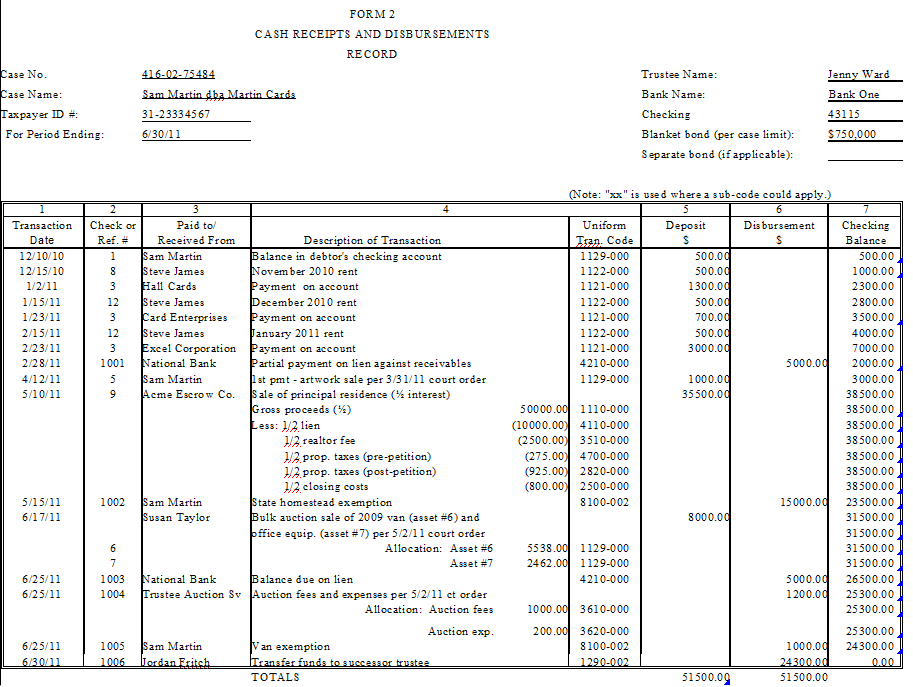 FORM 2
CASH RECEIPTS AND DISBURSEMENTS
RECORD
Case No. 416-02-75484 Trustee Name: Jenny Ward
Case Name: Sam Martin dba Martin Cards Bank Name: Bank One
Taxpayer ID #: 31-23334567 Checking 43115
For Period Ending: 6/30/11 Blanket bond (per case limit): $750,000
Separate bond (if applicable):
(Note: "xx" is used where a sub-code could apply.)
1 2 3 4 5 6 7
Transaction Check or Paid to/ Uniform Deposit Disbursement Checking
Date Ref. # Received From Description of Transaction Tran. Code $ $ Balance
12/10/10 1 Sam Martin Balance in debtor's checking account 1129-000 500.00 500.00
12/15/10 8 Steve James November 2010 rent 1122-000 500.00 1000.00
1/2/11 3 Hall Cards Payment on account 1121-000 1300.00 2300.00
1/15/11 12 Steve James December 2010 rent 1122-000 500.00 2800.00
1/23/11 3 Card Enterprises Payment on account 1121-000 700.00 3500.00
2/15/11 12 Steve James January 2011 rent 1122-000 500.00 4000.00
2/23/11 3 Excel Corporation Payment on account 1121-000 3000.00 7000.00
2/28/11 1001 National Bank Partial payment on lien against receivables 4210-000 5000.00 2000.00
4/12/11 5 Sam Martin 1st pmt - artwork sale per 3/31/11 court order 1129-000 1000.00 3000.00
5/10/11 9 Acme Escrow Co. Sale of principal residence (½ interest) 35500.00 38500.00
Gross proceeds (½) 50000.00 1110-000 38500.00
Less: 1/2 lien (10000.00) 4110-000 38500.00
1/2 realtor fee (2500.00) 3510-000 38500.00
1/2 prop. taxes (pre-petition) (275.00) 4700-000 38500.00
1/2 prop. taxes (post-petition) (925.00) 2820-000 38500.00
1/2 closing costs (800.00) 2500-000 38500.00
5/15/11 1002 Sam Martin State homestead exemption 8100-002 15000.00 23500.00
6/17/11 Susan Taylor Bulk auction sale of 2009 van (asset #6) and 8000.00 31500.00
office equip. (asset #7) per 5/2/11 court order 31500.00
6 Allocation: Asset #6 5538.00 1129-000 31500.00
7 Asset #7 2462.00 1129-000 31500.00
6/25/11 1003 National Bank Balance due on lien 4210-000 5000.00 26500.00
6/25/11 1004 Trustee Auction Sv Auction fees and expenses per 5/2/11 ct order 1200.00 25300.00
Allocation: Auction fees 1000.00 3610-000 25300.00
Auction exp. 200.00 3620-000 25300.00
6/25/11 1005 Sam Martin Van exemption 8100-002 1000.00 24300.00
6/30/11 1006 Jordan Fritch Transfer funds to successor trustee 1290-002 24300.00 0.00
TOTALS 51500.00 51500.00